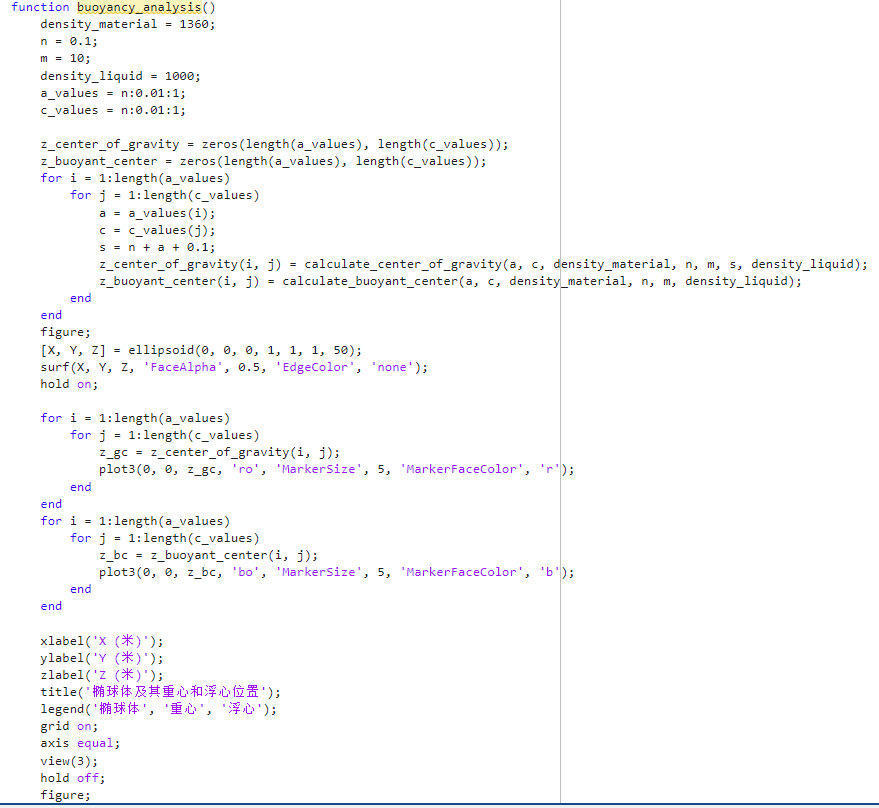 function buoyancy_analysis()
    density_material = 1360;
    n = 0.1;
    m = 10;
    density_liquid = 1000;
    a_values = n:0.01:1;
    c_values = n:0.01:1;

    z_center_of_gravity = zeros(length(a_values), length(c_values));
    z_buoyant_center = zeros(length(a_values), length(c_values));
    for i = 1:length(a_values)
        for j = 1:length(c_values)
            a = a_values(i);
            c = c_values(j);
            s = n + a + 0.1;
            z_center_of_gravity(i, j) = calculate_center_of_gravity(a, c, density_material, n, m, s, density_liquid);
            z_buoyant_center(i, j) = calculate_buoyant_center(a, c, density_material, n, m, density_liquid);
        end
    end
    figure;
    [X, Y, Z] = ellipsoid(0, 0, 0, 1, 1, 1, 50);
    surf(X, Y, Z, 'FaceAlpha', 0.5, 'EdgeColor', 'none');
    hold on;

    for i = 1:length(a_values)
        for j = 1:length(c_values)
            z_gc = z_center_of_gravity(i, j);
            plot3(0, 0, z_gc, 'ro', 'MarkerSize', 5, 'MarkerFaceColor', 'r');
        end
    end
    for i = 1:length(a_values)
        for j = 1:length(c_values)
            z_bc = z_buoyant_center(i, j);
            plot3(0, 0, z_bc, 'bo', 'MarkerSize', 5, 'MarkerFaceColor', 'b');
        end
    end

    xlabel('X (米)');
    ylabel('Y (米)');
    zlabel('Z (米)');
    title('椭球体及其重心和浮心位置');
    legend('椭球体', '重心', '浮心');
    grid on;
    axis equal;
    view(3);
    hold off;
    figure;